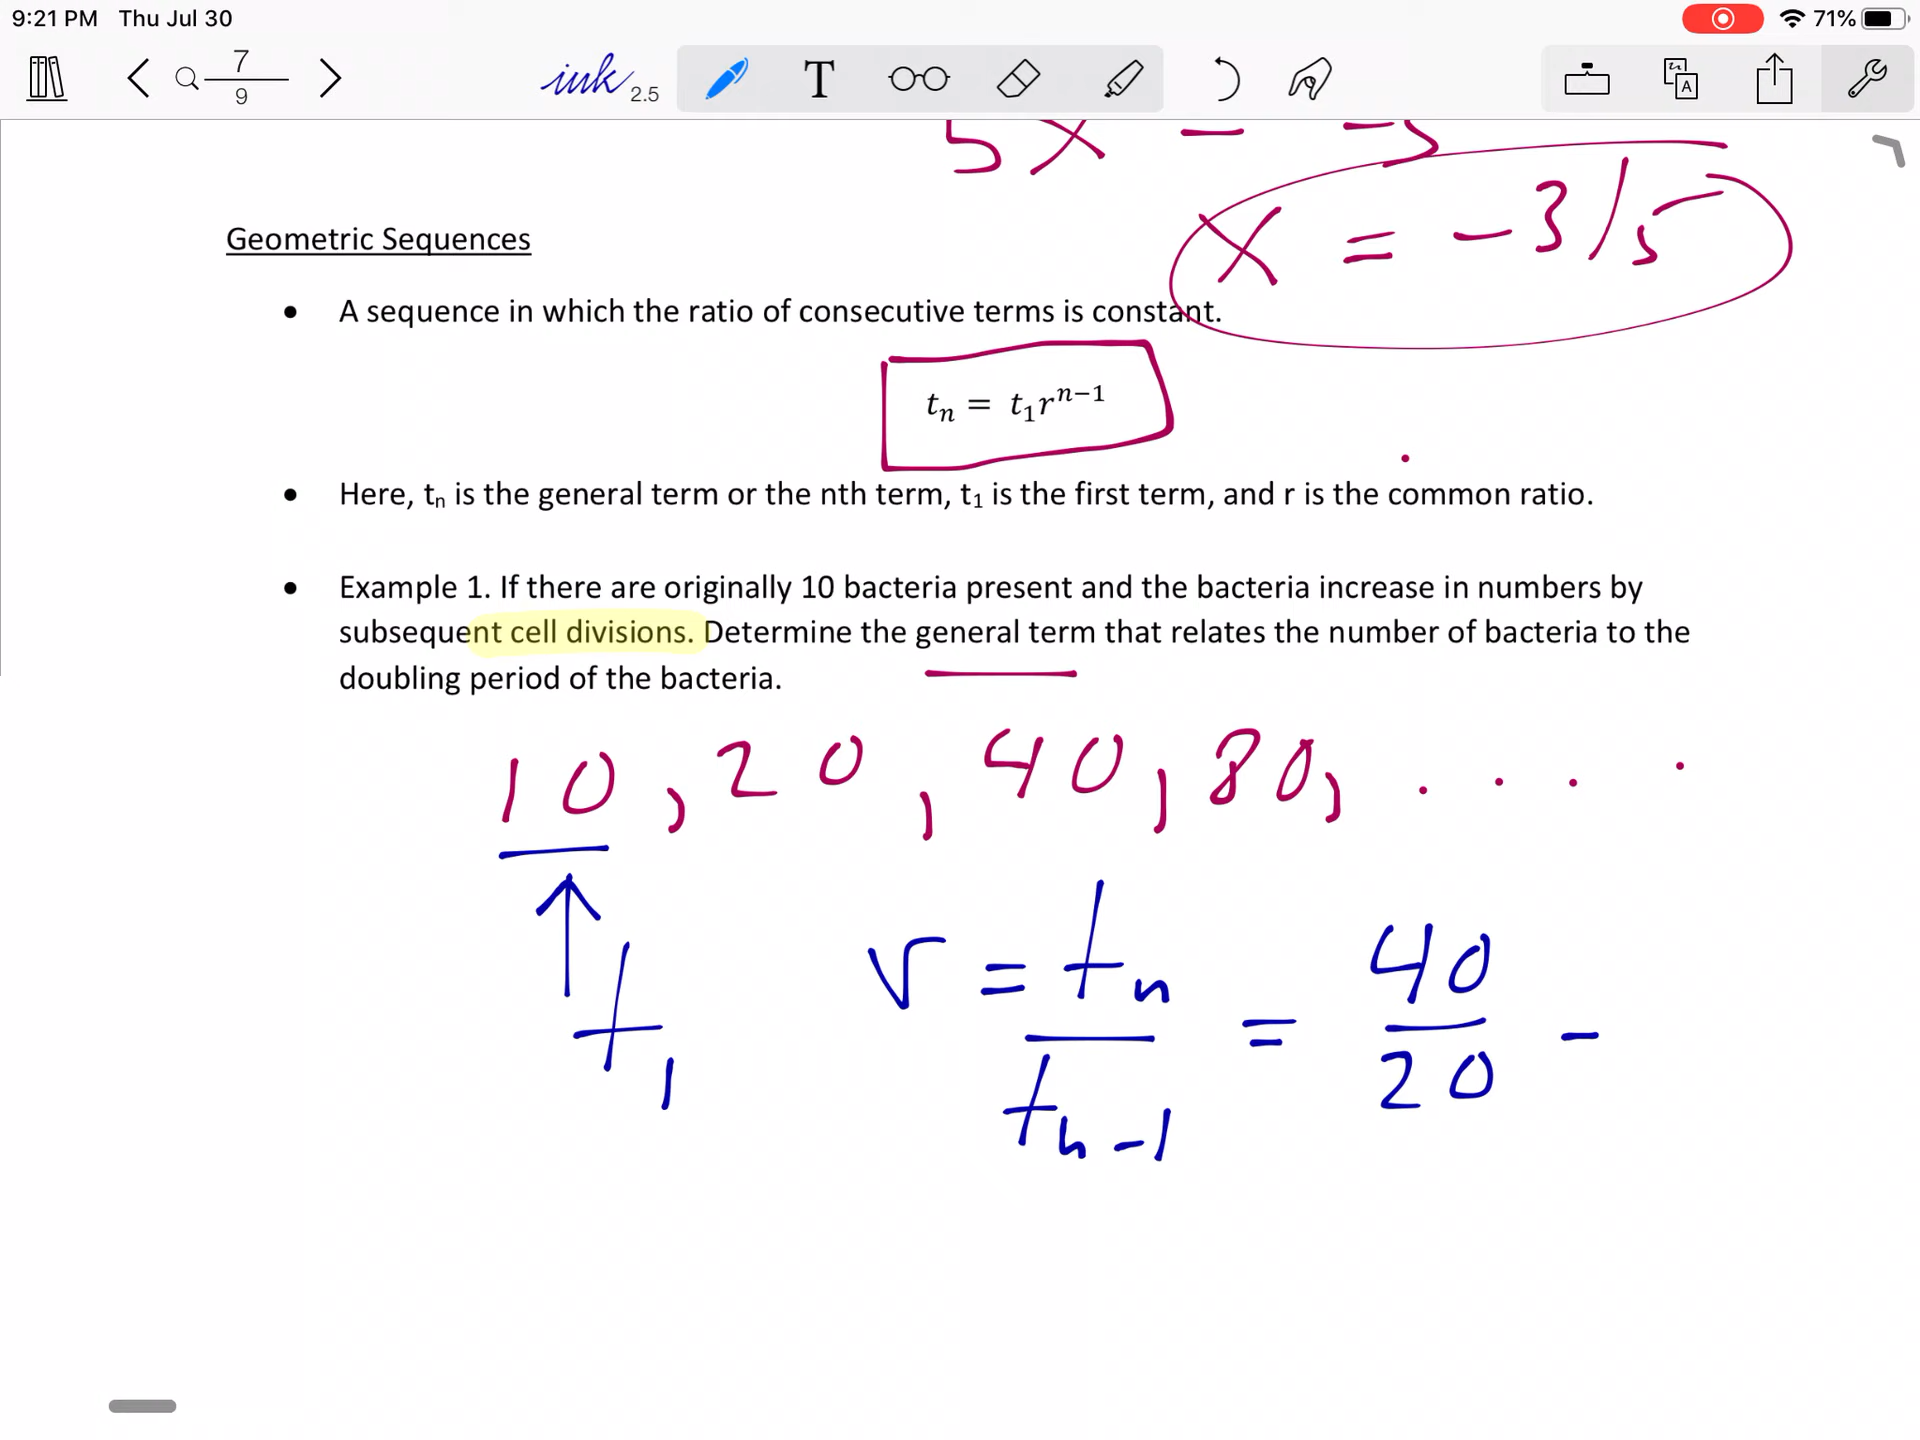 9:21 PM Thu Jul 30
71%
7
9
ink 2.5
T
A
5x = -3
x = -3/5
Geometric Sequences
• A sequence in which the ratio of consecutive terms is constant.
tₙ = t₁rⁿ⁻¹
• Here, tₙ is the general term or the nth term, t₁ is the first term, and r is the common ratio.
• Example 1. If there are originally 10 bacteria present and the bacteria increase in numbers by
subsequent cell divisions. Determine the general term that relates the number of bacteria to the
doubling period of the bacteria.
10, 20, 40, 80, . . . .
t₁
r = tₙ / tₙ₋₁ = 40 / 20 -